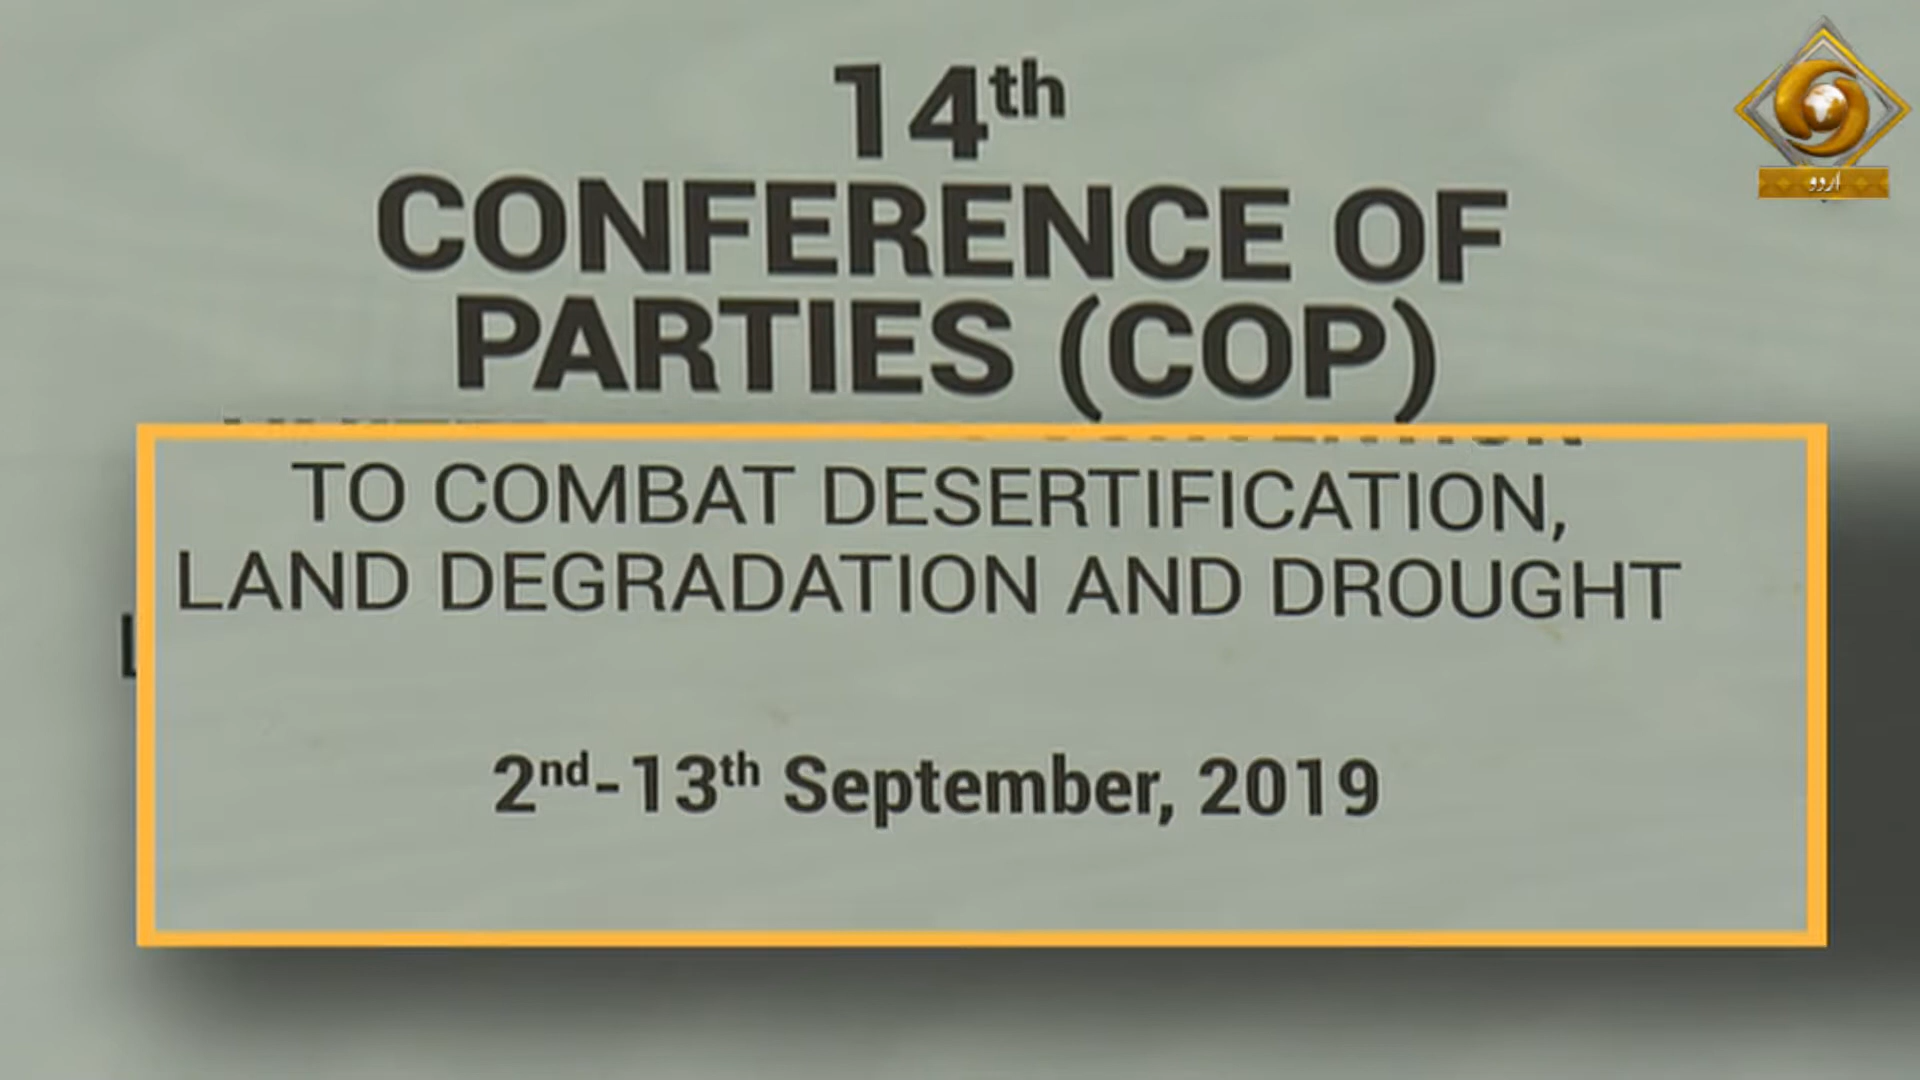 14th
CONFERENCE OF
PARTIES (COP)
TO COMBAT DESERTIFICATION,
LAND DEGRADATION AND DROUGHT
2nd-13th September, 2019
اردو